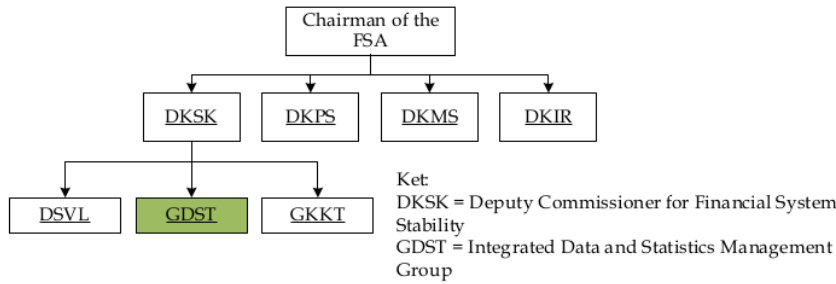 Chairman of the
FSA
DKSK
DKPS
DKMS
DKIR
DSVL
GDST
GKKT
Ket:
DKSK = Deputy Commissioner for Financial System
Stability
GDST = Integrated Data and Statistics Management
Group